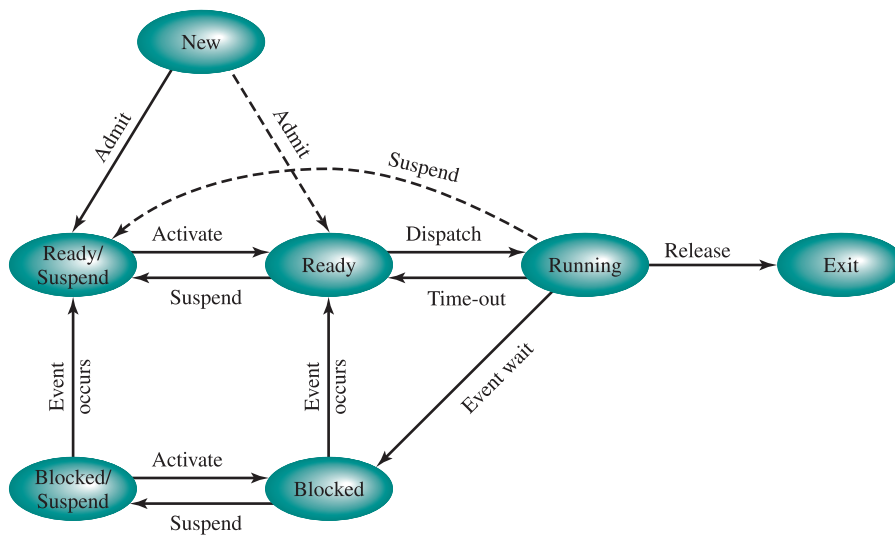 New
Admit
Admit
Suspend
Ready/
Suspend
Activate
Suspend
Ready
Dispatch
Time-out
Running
Release
Exit
Event
occurs
Event
occurs
Event wait
Blocked/
Suspend
Activate
Suspend
Blocked